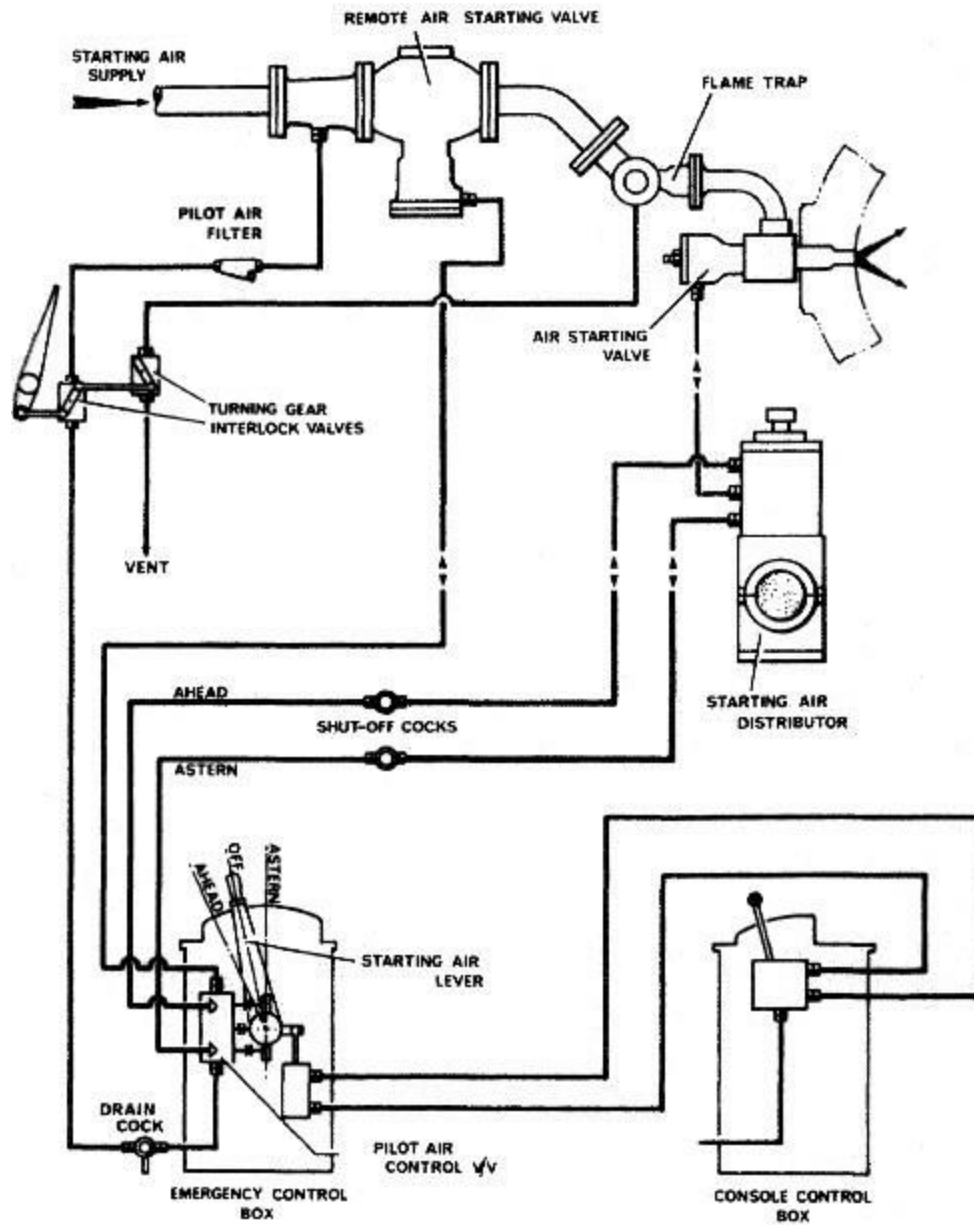 REMOTE AIR STARTING VALVE
STARTING AIR
SUPPLY
FLAME TRAP
PILOT AIR
FILTER
AIR STARTING
VALVE
TURNING GEAR
INTERLOCK VALVES
VENT
AHEAD
SHUT-OFF COCKS
STARTING AIR
DISTRIBUTOR
ASTERN
AHEAD
OFF
ASTERN
STARTING AIR
LEVER
DRAIN
COCK
PILOT AIR
CONTROL V/V
EMERGENCY CONTROL
BOX
CONSOLE CONTROL
BOX